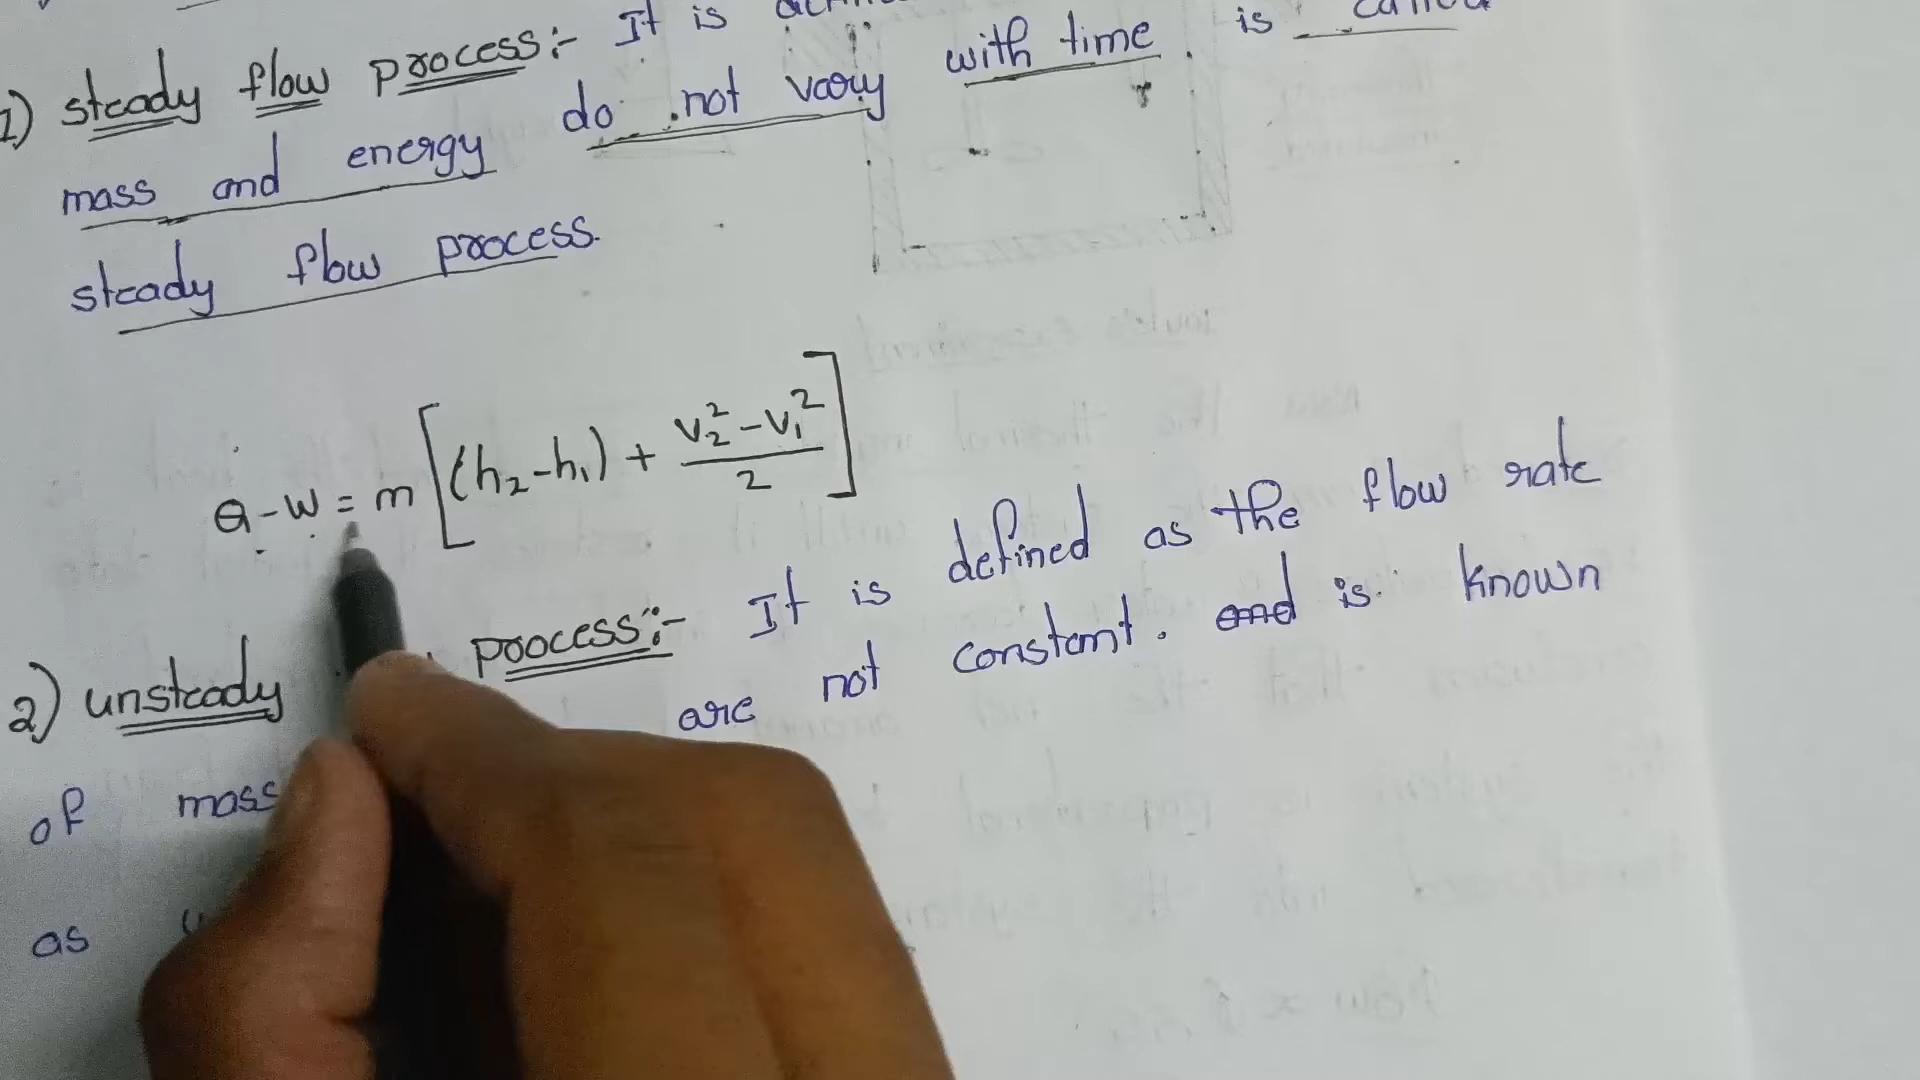 1) steady flow process:- It is
mass and energy do not vary with time is called
steady flow process.
Q-W = m [(h₂-h₁) + (V₂²-V₁²)/2]
2) unsteady process:- It is defined as the flow rate
of mass are not constant. and is known
as